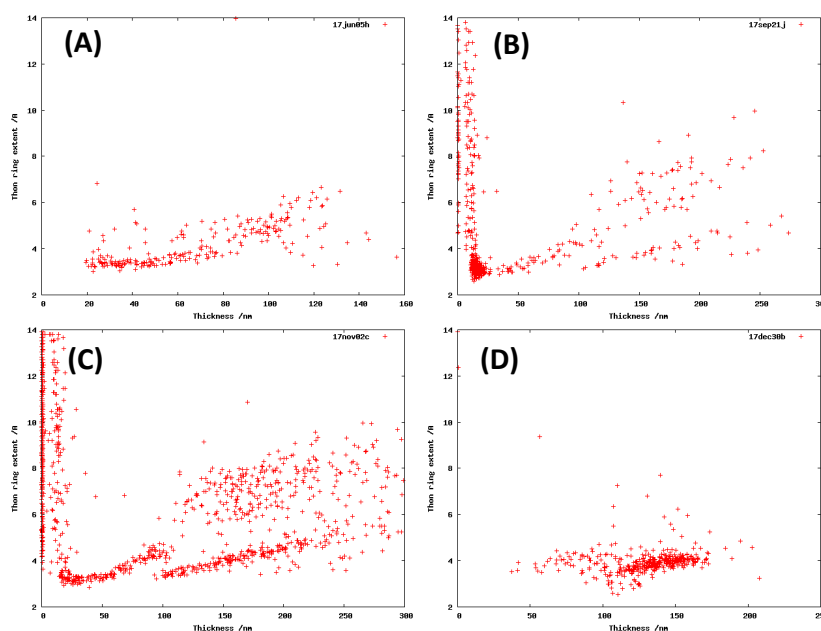 (A)
17jun05h
Thon ring extent /A
14
12
10
8
6
4
2
0 20 40 60 80 100 120 140 160
Thickness /nm
(B)
17sep21j
Thon ring extent /A
14
12
10
8
6
4
2
0 50 100 150 200 250 30
Thickness /nm
(C)
17nov02c
Thon ring extent /A
14
12
10
8
6
4
2
0 50 100 150 200 250 300
Thickness /nm
(D)
17dec30b
Thon ring extent /A
14
12
10
8
6
4
2
0 50 100 150 200 250
Thickness /nm